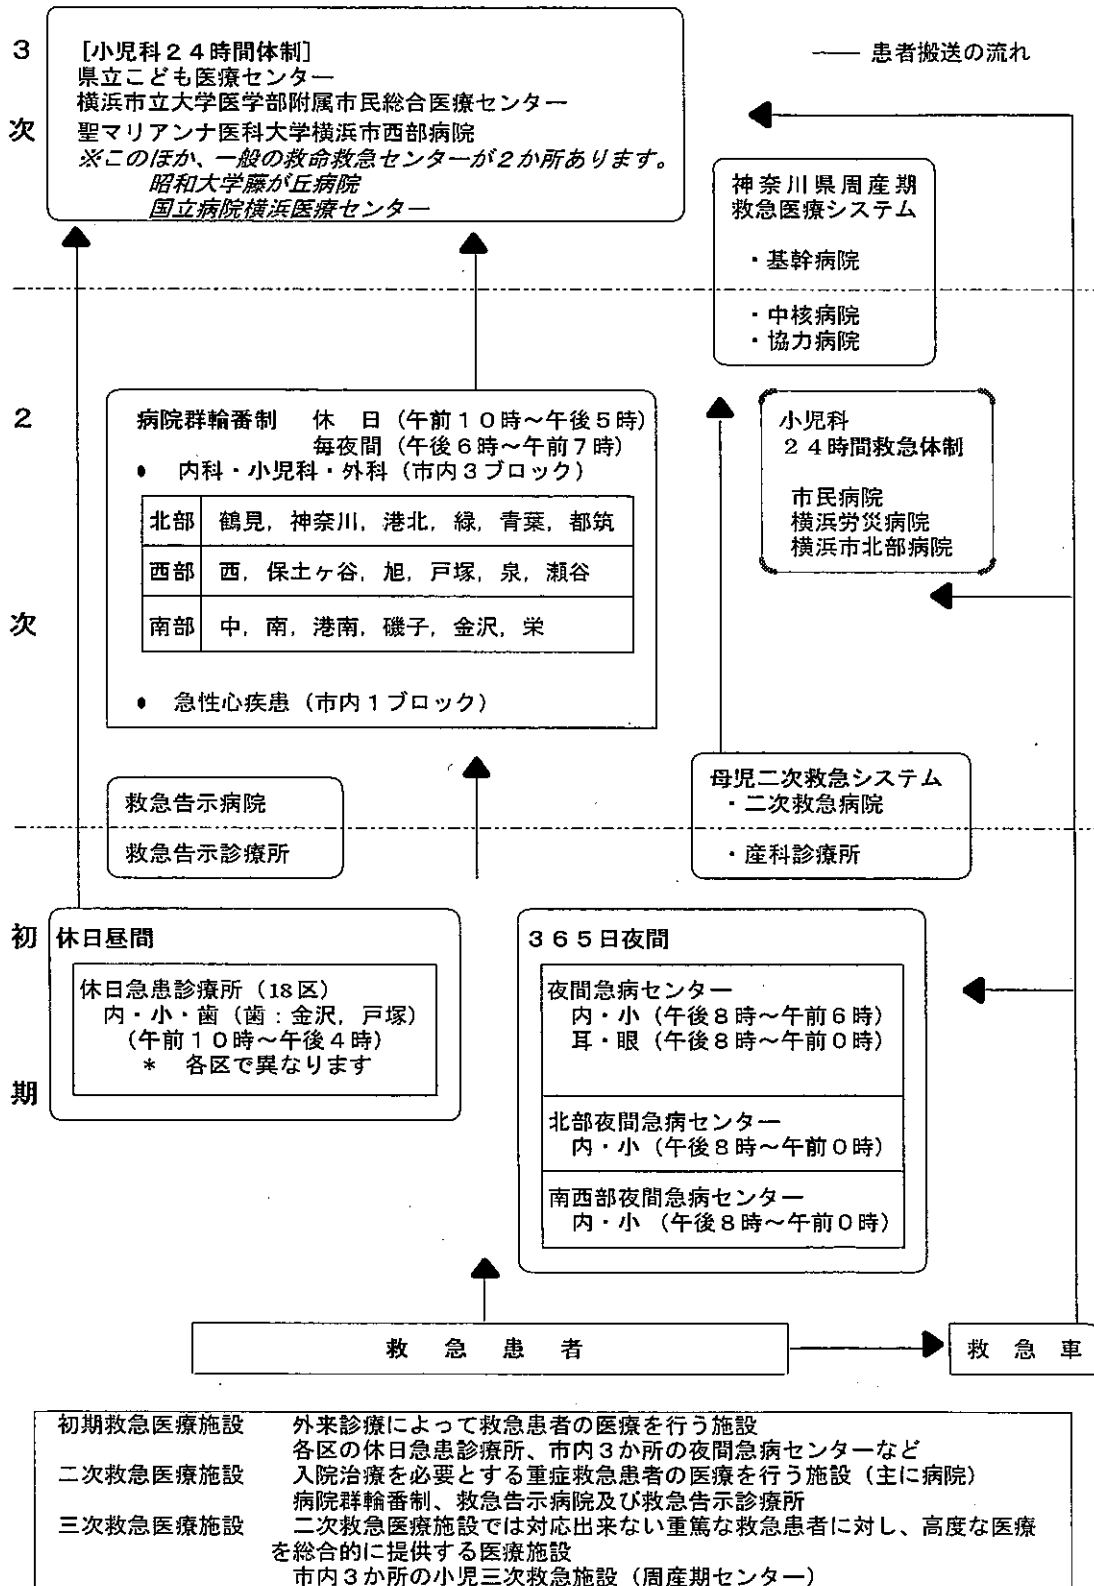 3
次
[小児科24時間体制]
県立こども医療センター
横浜市立大学医学部附属市民総合医療センター
聖マリアンナ医科大学横浜市西部病院
※このほか、一般の救命救急センターが2か所あります。
昭和大学藤が丘病院
国立病院横浜医療センター
―― 患者搬送の流れ
神奈川県周産期
救急医療システム
・基幹病院
・中核病院
・協力病院
2
次
病院群輪番制 休 日 (午前10時～午後5時)
毎夜間 (午後6時～午前7時)
● 内科・小児科・外科 (市内3ブロック)
北部 鶴見, 神奈川, 港北, 緑, 青葉, 都筑
西部 西, 保土ヶ谷, 旭, 戸塚, 泉, 瀬谷
南部 中, 南, 港南, 磯子, 金沢, 栄
● 急性心疾患 (市内1ブロック)
小児科
24時間救急体制
市民病院
横浜労災病院
横浜市北部病院
救急告示病院
救急告示診療所
母児二次救急システム
・二次救急病院
・産科診療所
初
期
休日昼間
休日急患診療所 (18区)
内・小・歯 (歯:金沢, 戸塚)
(午前10時～午後4時)
* 各区で異なります
365日夜間
夜間急病センター
内・小 (午後8時～午前6時)
耳・眼 (午後8時～午前0時)
北部夜間急病センター
内・小 (午後8時～午前0時)
南西部夜間急病センター
内・小 (午後8時～午前0時)
救 急 患 者
救 急 車
初期救急医療施設 外来診療によって救急患者の医療を行う施設
各区の休日急患診療所、市内3か所の夜間急病センターなど
二次救急医療施設 入院治療を必要とする重症救急患者の医療を行う施設 (主に病院)
病院群輪番制、救急告示病院及び救急告示診療所
三次救急医療施設 二次救急医療施設では対応出来ない重篤な救急患者に対し、高度な医療
を総合的に提供する医療施設
市内3か所の小児三次救急施設 (周産期センター)